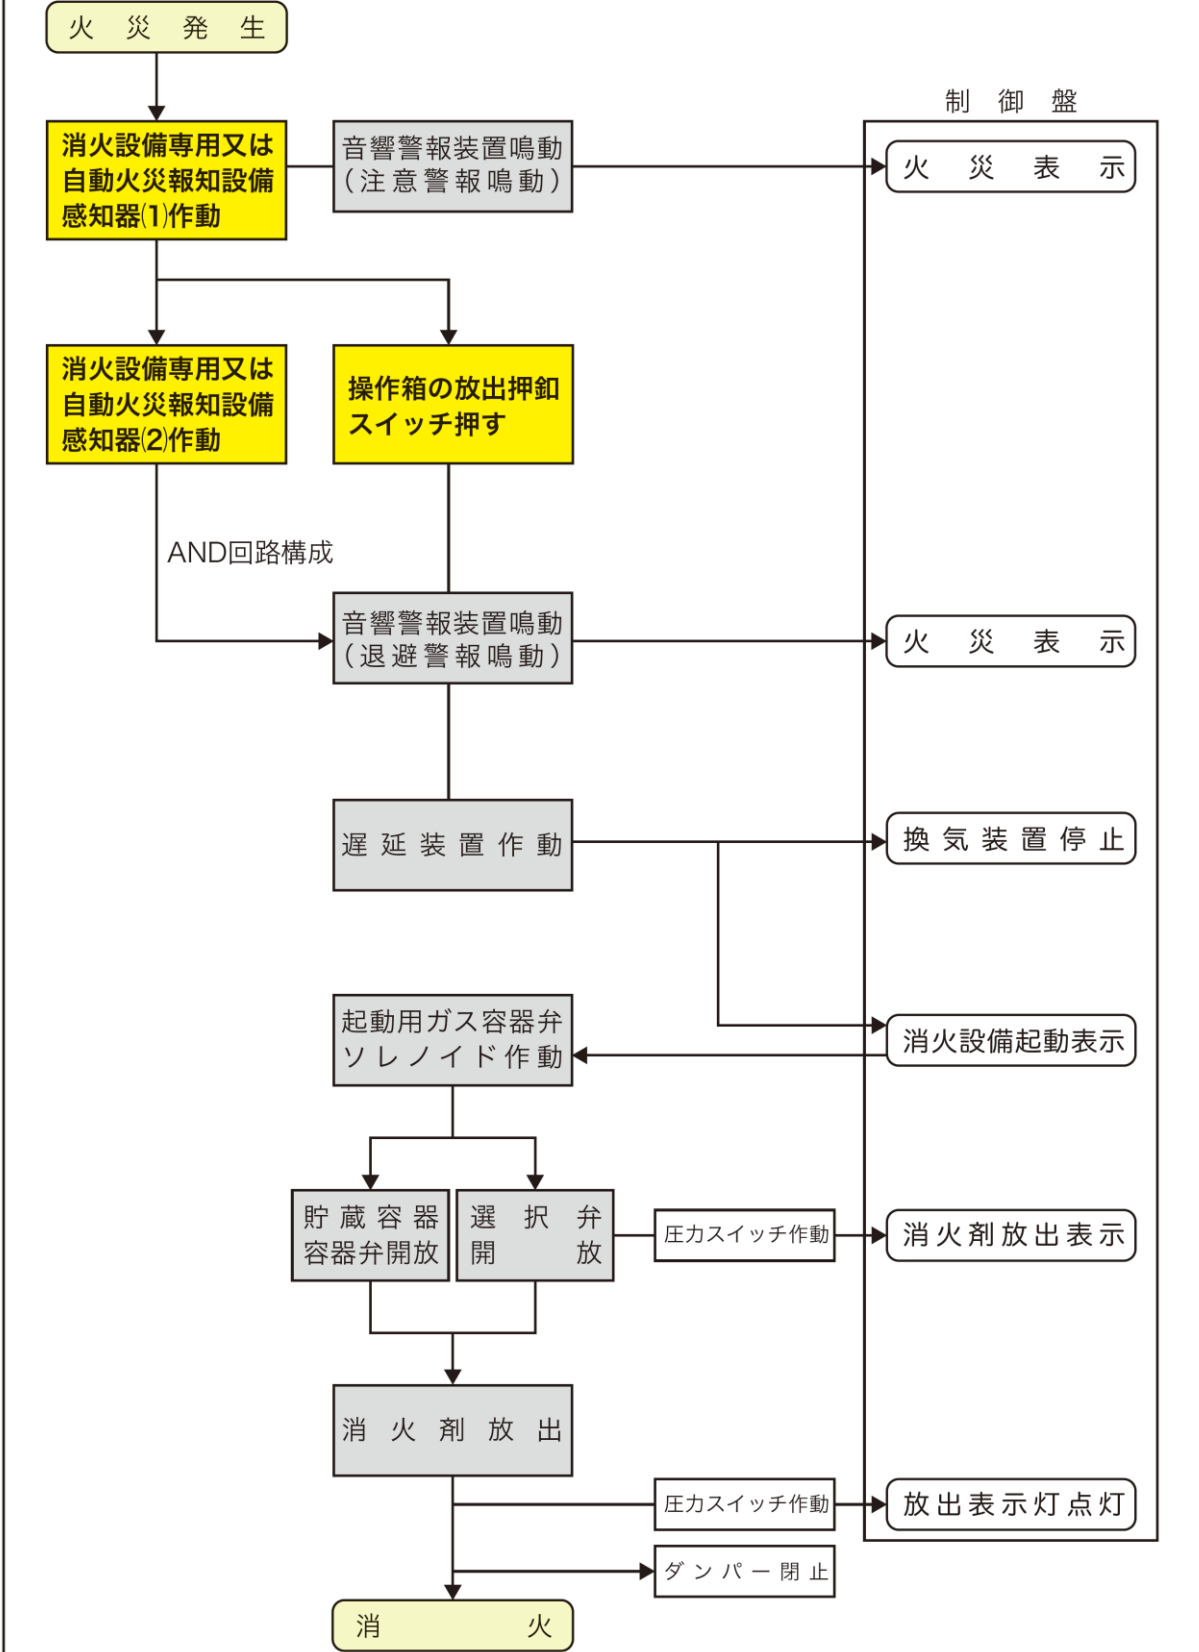 火災発生
制御盤
消火設備専用又は
自動火災報知設備
感知器(1)作動
音響警報装置鳴動
(注意警報鳴動)
火災表示
消火設備専用又は
自動火災報知設備
感知器(2)作動
操作箱の放出押釦
スイッチ押す
AND回路構成
音響警報装置鳴動
(退避警報鳴動)
火災表示
遅延装置作動
換気装置停止
起動用ガス容器弁
ソレノイド作動
消火設備起動表示
貯蔵容器
容器弁開放
選択弁
開放
圧力スイッチ作動
消火剤放出表示
消火剤放出
圧力スイッチ作動
放出表示灯点灯
ダンパー閉止
消火